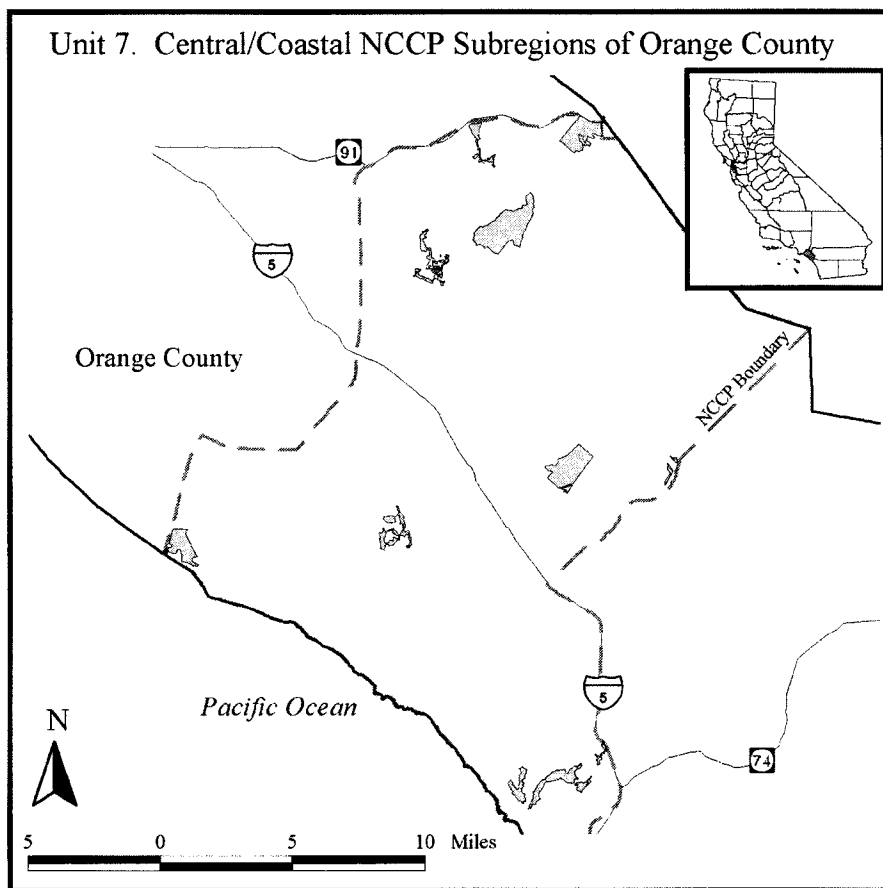 Unit 7. Central/Coastal NCCP Subregions of Orange County
91
5
Orange County
NCCP Boundary
Pacific Ocean
N
5
74
5 0 5 10 Miles